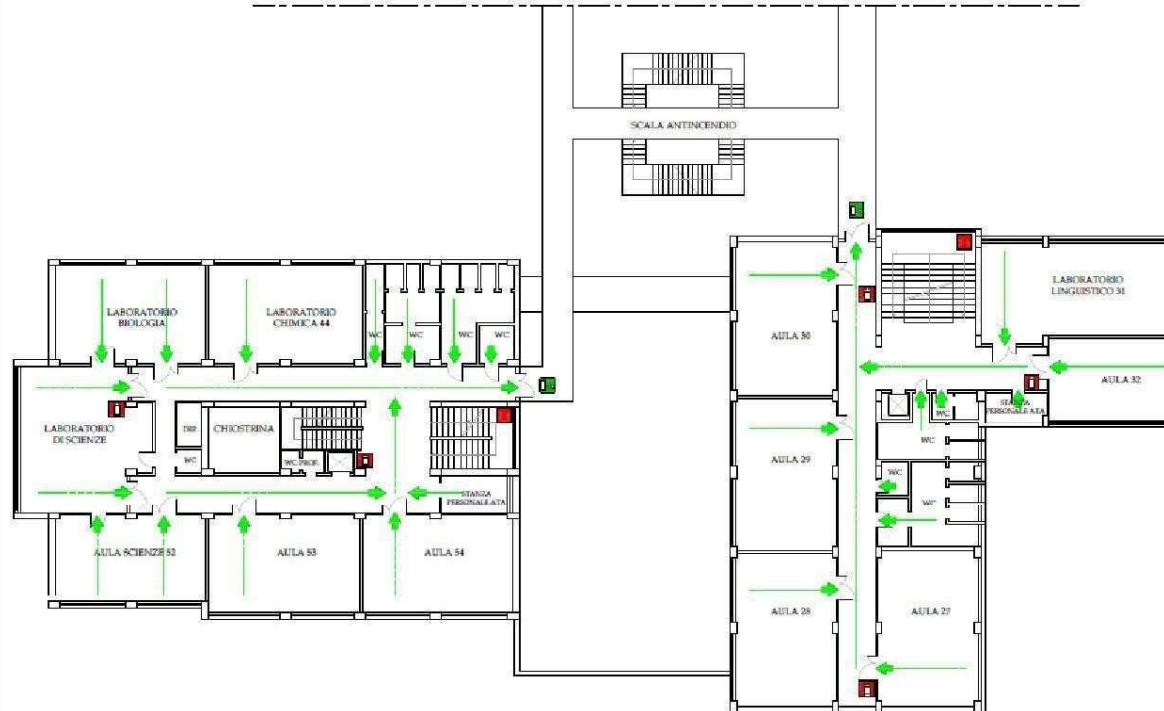 SCALA ANTINCENDIO
LABORATORIO
BIOLOGIA
LABORATORIO
CHIMICA 44
WC
WC
WC
WC
LABORATORIO
DI SCIENZE
DEP.
WC
CHIOSTRINA
WC PROF.
STANZA
PERSONALE ATA
AULA SCIENZE 52
AULA 53
AULA 54
AULA 30
AULA 29
AULA 28
AULA 27
LABORATORIO
LINGUISTICO 31
AULA 32
STANZA
PERSONALE ATA
WC
WC
WC
WC